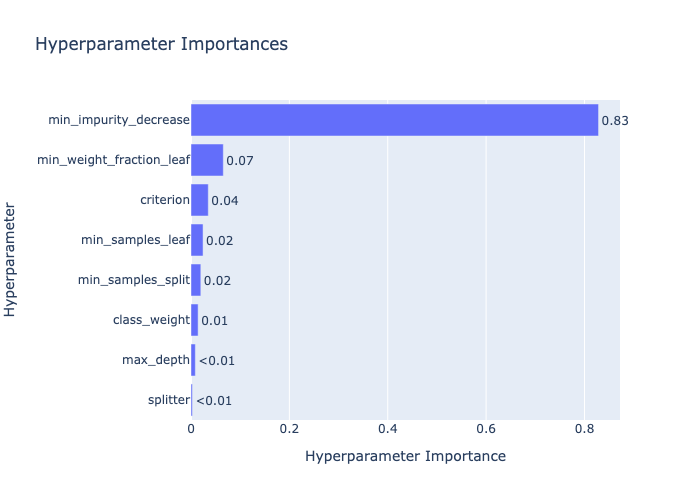 Hyperparameter Importances
min_impurity_decrease 0.83
min_weight_fraction_leaf 0.07
criterion 0.04
min_samples_leaf 0.02
min_samples_split 0.02
class_weight 0.01
max_depth <0.01
splitter <0.01
Hyperparameter
0 0.2 0.4 0.6 0.8
Hyperparameter Importance